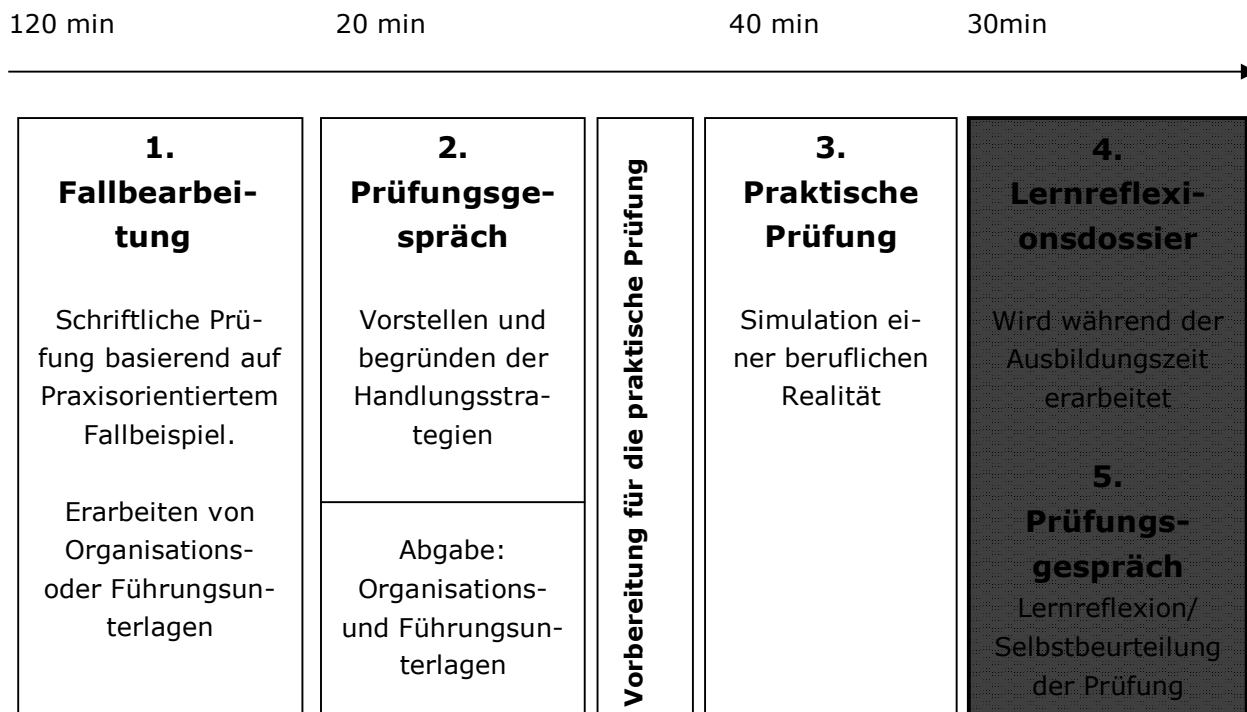 120 min
20 min
40 min
30min
1.
Fallbearbei-
tung
Schriftliche Prü-
fung basierend auf
Praxisorientiertem
Fallbeispiel.
Erarbeiten von
Organisations-
oder Führungsun-
terlagen
2.
Prüfungsge-
spräch
Vorstellen und
begründen der
Handlungsstra-
tegien
Abgabe:
Organisations-
und Führungsun-
terlagen
Vorbereitung für die praktische Prüfung
3.
Praktische
Prüfung
Simulation ei-
ner beruflichen
Realität
4.
Lernreflexi-
onsdossier
Wird während der
Ausbildungszeit
erarbeitet
5.
Prüfungs-
gespräch
Lernreflexion/
Selbstbeurteilung
der Prüfung